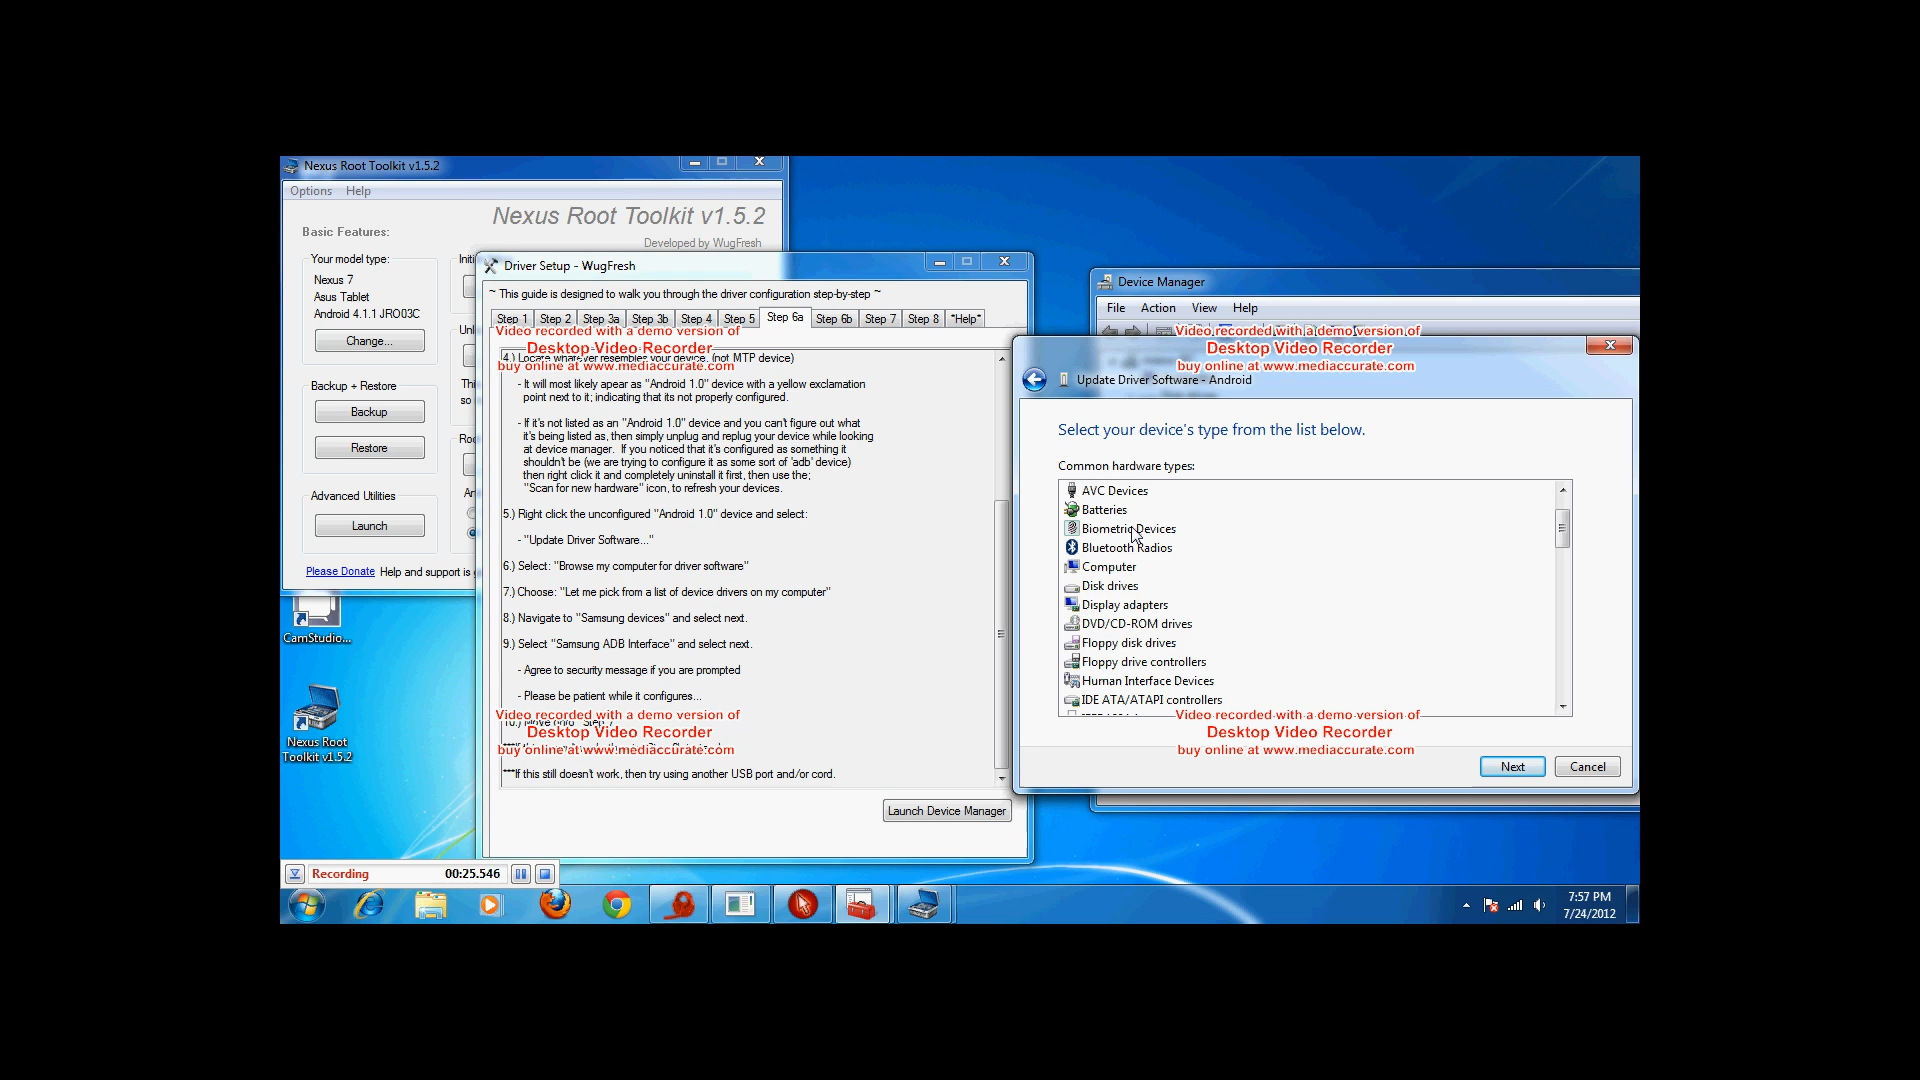 Nexus Root Toolkit v1.5.2
Options Help
Nexus Root Toolkit v1.5.2
Developed by WugFresh
Basic Features:
Your model type:
Nexus 7
Asus Tablet
Android 4.1.1 JRO03C
Change...
Backup + Restore
Backup
Restore
Advanced Utilities
Launch
Please Donate Help and support is
Driver Setup - WugFresh
~ This guide is designed to walk you through the driver configuration step-by-step ~
Step 1 Step 2 Step 3a Step 3b Step 4 Step 5 Step 6a Step 6b Step 7 Step 8 *Help*
Video recorded with a demo version of
Desktop Video Recorder
buy online at www.mediaccurate.com
4.) Locate whatever resembles your device. (not MTP device)
- It will most likely apear as "Android 1.0" device with a yellow exclamation
point next to it; indicating that its not properly configured.
- If it's not listed as an "Android 1.0" device and you can't figure out what
it's being listed as, then simply unplug and replug your device while looking
at device manager. If you noticed that it's configured as something it
shouldn't be (we are trying to configure it as some sort of 'adb' device)
then right click it and completely uninstall it first, then use the;
"Scan for new hardware" icon, to refresh your devices.
5.) Right click the unconfigured "Android 1.0" device and select:
- "Update Driver Software..."
6.) Select: "Browse my computer for driver software"
7.) Choose: "Let me pick from a list of device drivers on my computer"
8.) Navigate to "Samsung devices" and select next.
9.) Select "Samsung ADB Interface" and select next.
- Agree to security message if you are prompted
- Please be patient while it configures...
Video recorded with a demo version of
Desktop Video Recorder
buy online at www.mediaccurate.com
***If this still doesn't work, then try using another USB port and/or cord.
Launch Device Manager
Device Manager
File Action View Help
Video recorded with a demo version of
Desktop Video Recorder
buy online at www.mediaccurate.com
Update Driver Software - Android
Select your device's type from the list below.
Common hardware types:
AVC Devices
Batteries
Biometric Devices
Bluetooth Radios
Computer
Disk drives
Display adapters
DVD/CD-ROM drives
Floppy disk drives
Floppy drive controllers
Human Interface Devices
IDE ATA/ATAPI controllers
Video recorded with a demo version of
Desktop Video Recorder
buy online at www.mediaccurate.com
Next Cancel
CamStudio...
Nexus Root
Toolkit v1.5.2
Recording 00:25.546
7:57 PM
7/24/2012